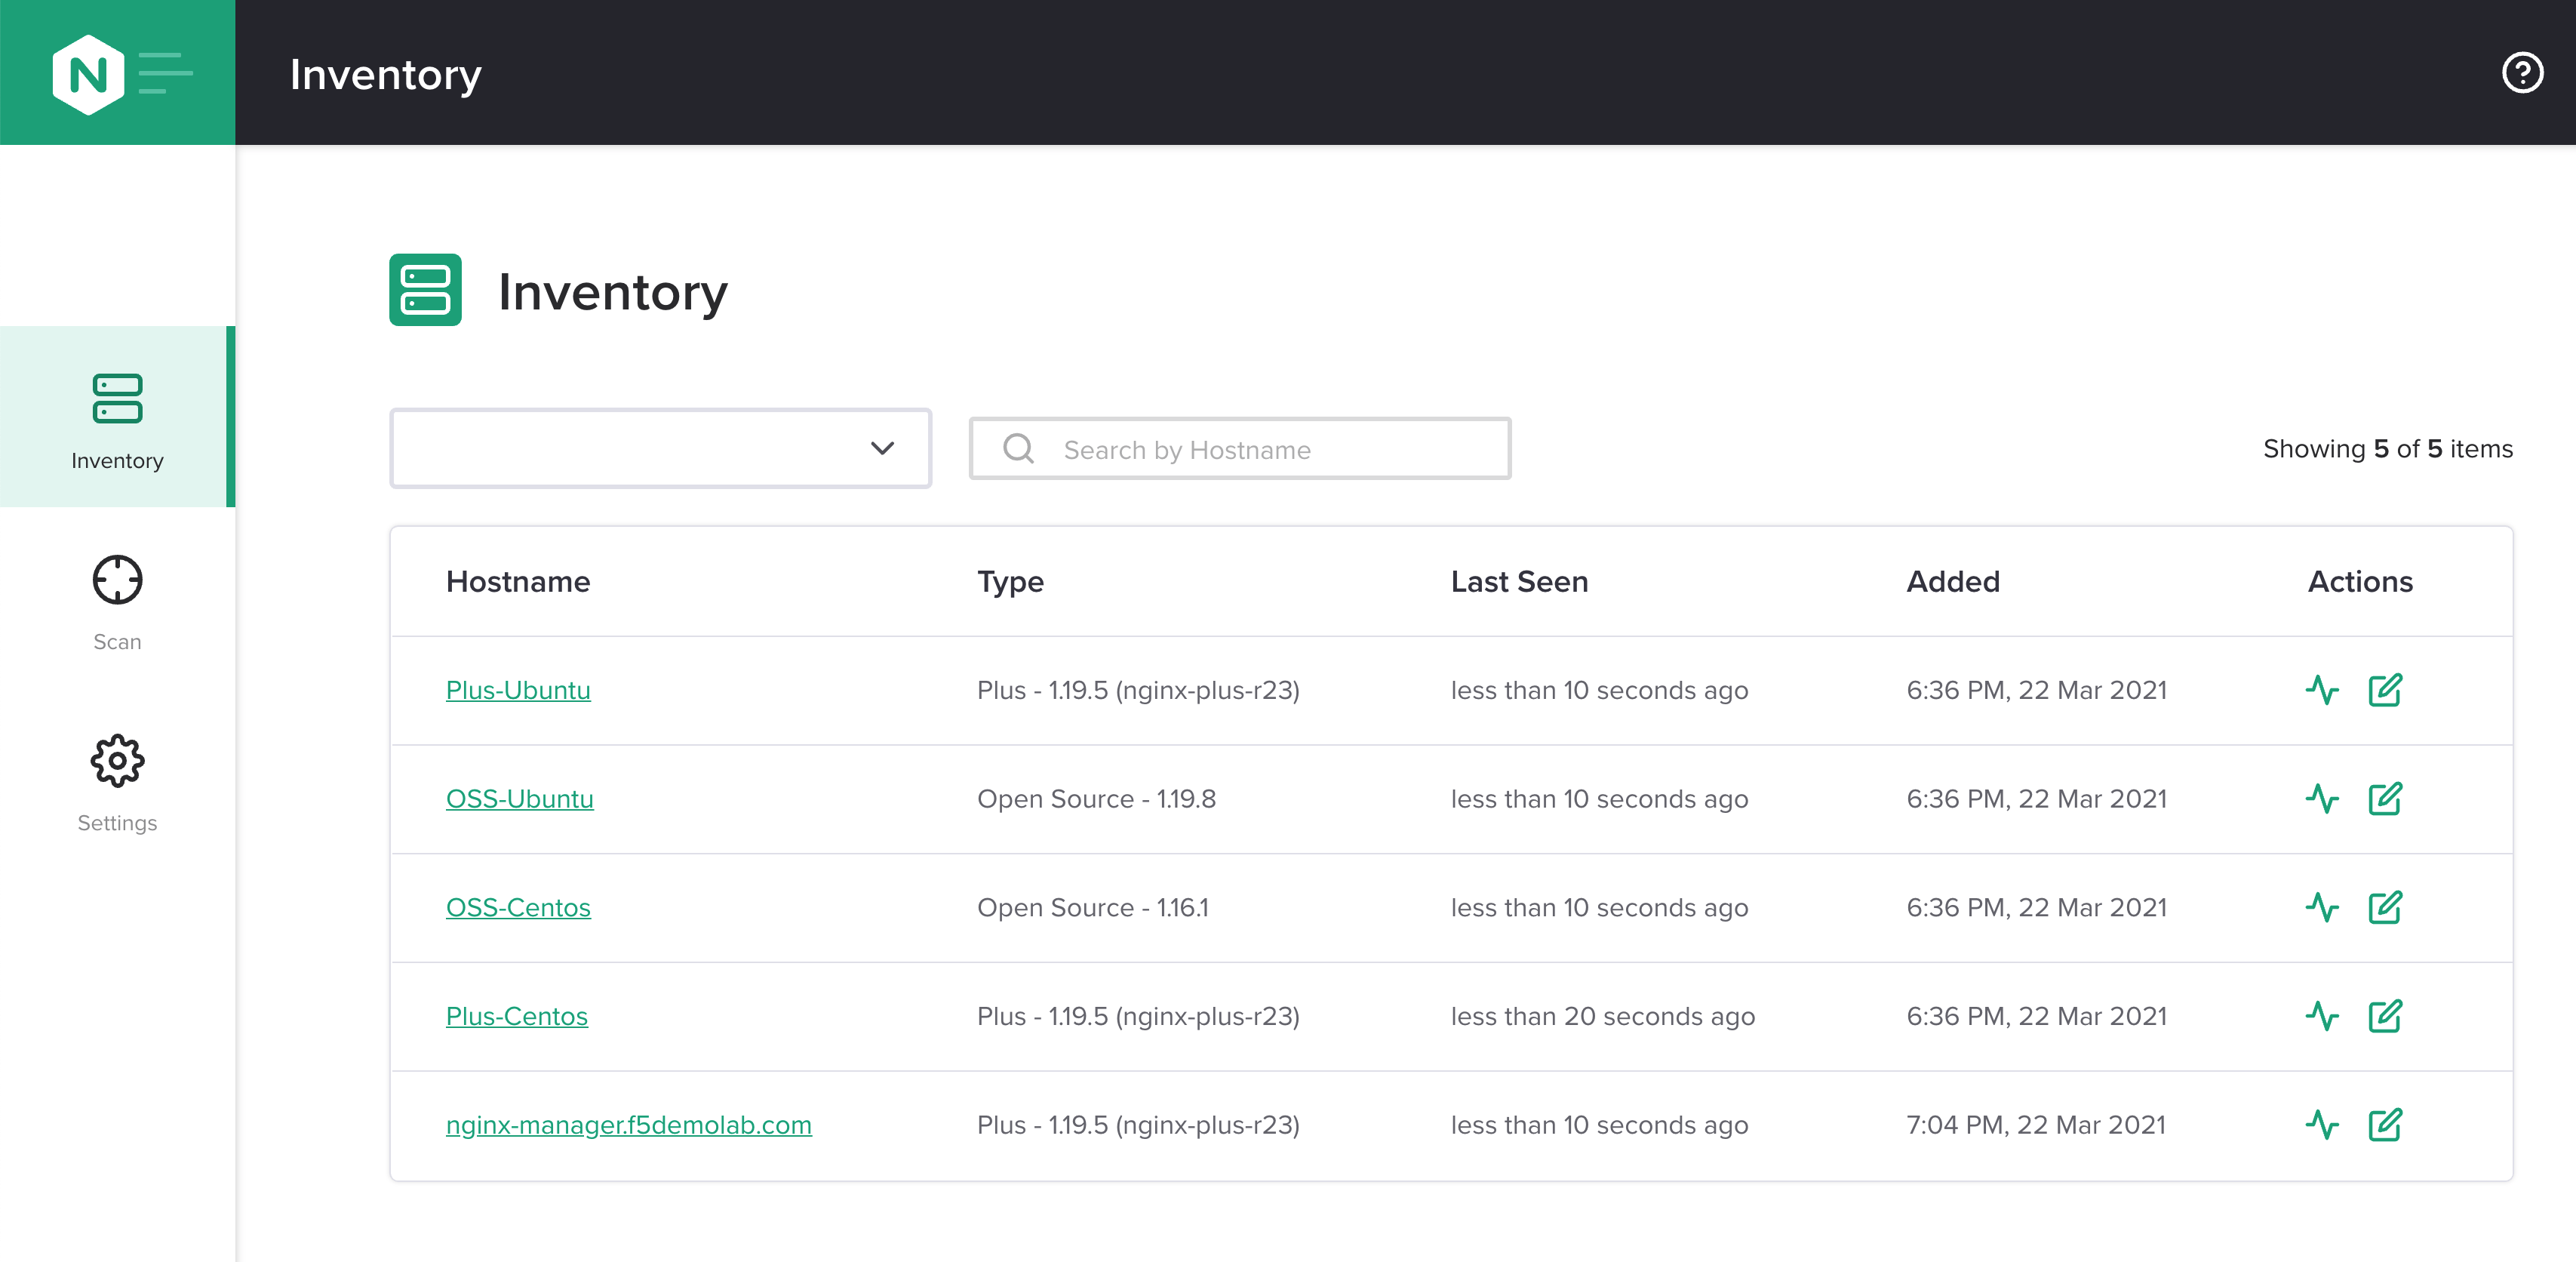 N
Inventory
Inventory
Inventory
Scan
Settings
Search by Hostname
Showing 5 of 5 items
Hostname Type Last Seen Added Actions
Plus-Ubuntu Plus - 1.19.5 (nginx-plus-r23) less than 10 seconds ago 6:36 PM, 22 Mar 2021
OSS-Ubuntu Open Source - 1.19.8 less than 10 seconds ago 6:36 PM, 22 Mar 2021
OSS-Centos Open Source - 1.16.1 less than 10 seconds ago 6:36 PM, 22 Mar 2021
Plus-Centos Plus - 1.19.5 (nginx-plus-r23) less than 20 seconds ago 6:36 PM, 22 Mar 2021
nginx-manager.f5demolab.com Plus - 1.19.5 (nginx-plus-r23) less than 10 seconds ago 7:04 PM, 22 Mar 2021